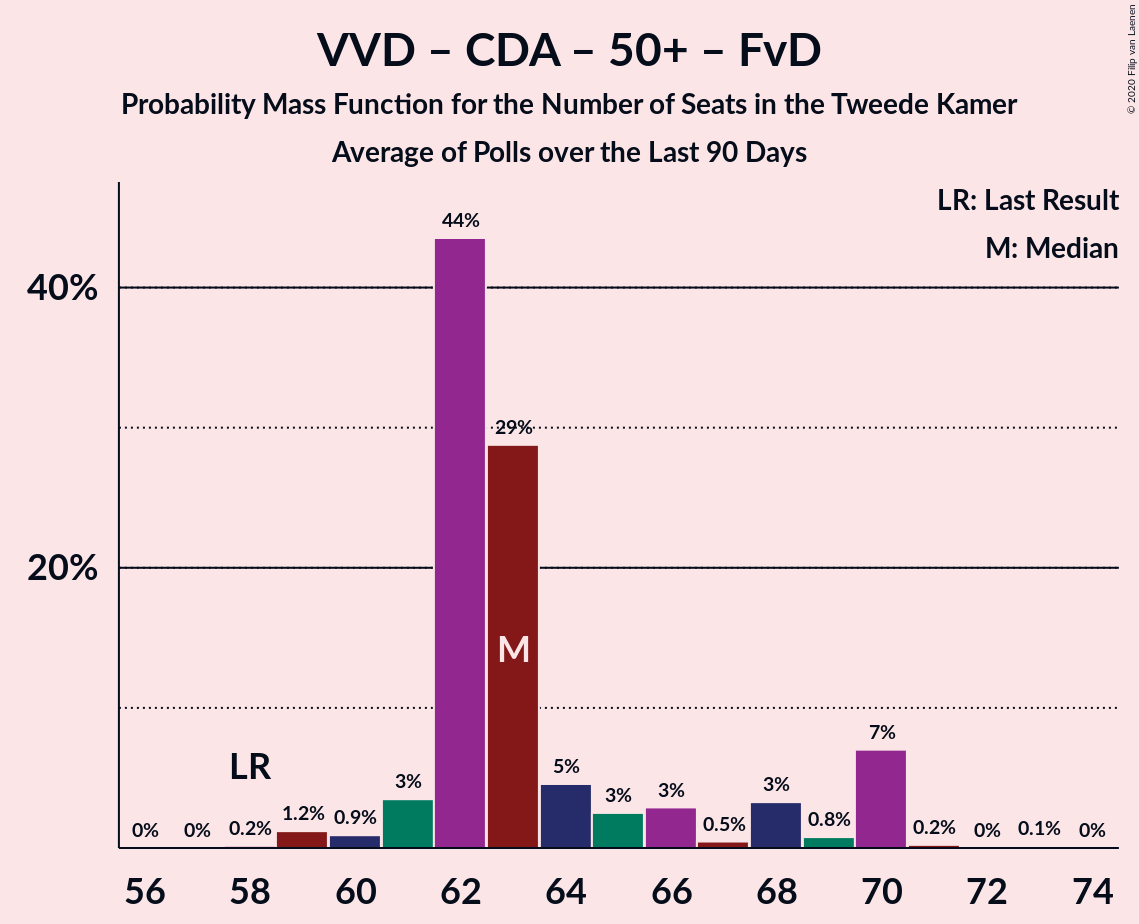 VVD – CDA – 50+ – FvD
Probability Mass Function for the Number of Seats in the Tweede Kamer
Average of Polls over the Last 90 Days
© 2020 Filip van Laenen
LR: Last Result
M: Median
40%
20%
0% 0% 0.2% 1.2% 0.9% 3% 44% 29% 5% 3% 3% 0.5% 3% 0.8% 7% 0.2% 0% 0.1% 0%
LR
M
56 58 60 62 64 66 68 70 72 74